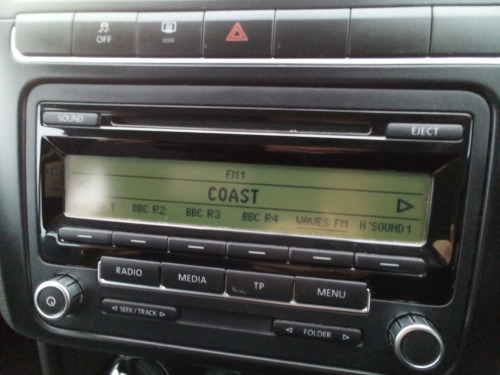 OFF
SOUND
EJECT
FM1
COAST
1 BBC R2 BBC R3 BBC R4 WAVES FM N'SOUND1
RADIO MEDIA TP MENU
SEEK/TRACK
FOLDER